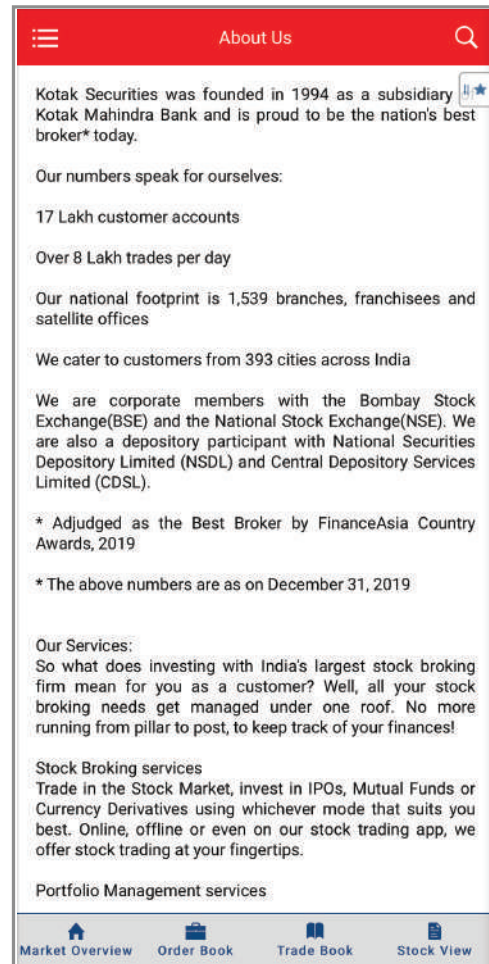 About Us
Kotak Securities was founded in 1994 as a subsidiary
Kotak Mahindra Bank and is proud to be the nation's best
broker* today.
Our numbers speak for ourselves:
17 Lakh customer accounts
Over 8 Lakh trades per day
Our national footprint is 1,539 branches, franchisees and
satellite offices
We cater to customers from 393 cities across India
We are corporate members with the Bombay Stock
Exchange(BSE) and the National Stock Exchange(NSE). We
are also a depository participant with National Securities
Depository Limited (NSDL) and Central Depository Services
Limited (CDSL).
* Adjudged as the Best Broker by FinanceAsia Country
Awards, 2019
* The above numbers are as on December 31, 2019
Our Services:
So what does investing with India's largest stock broking
firm mean for you as a customer? Well, all your stock
broking needs get managed under one roof. No more
running from pillar to post, to keep track of your finances!
Stock Broking services
Trade in the Stock Market, invest in IPOs, Mutual Funds or
Currency Derivatives using whichever mode that suits you
best. Online, offline or even on our stock trading app, we
offer stock trading at your fingertips.
Portfolio Management services
Market Overview
Order Book
Trade Book
Stock View